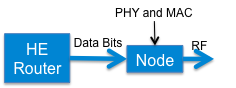 PHY and MAC
HE
Router
Data Bits
Node
RF